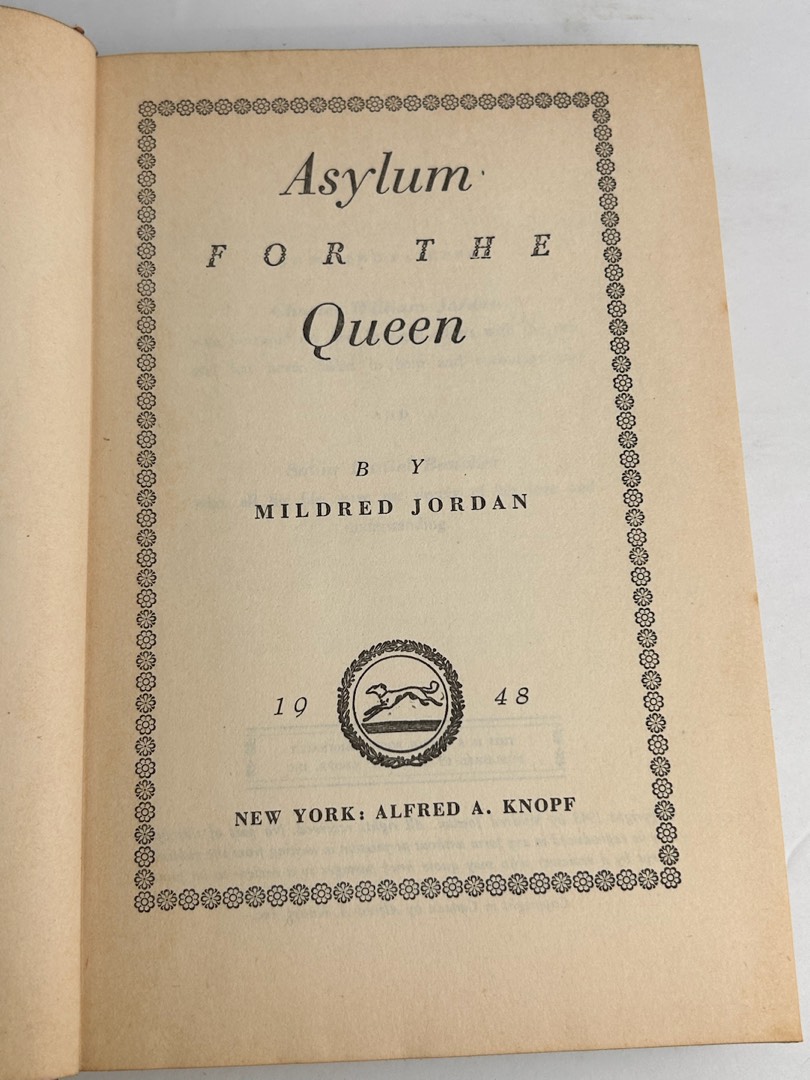 Asylum
FOR THE
Queen
BY
MILDRED JORDAN
19 48
NEW YORK: ALFRED A. KNOPF